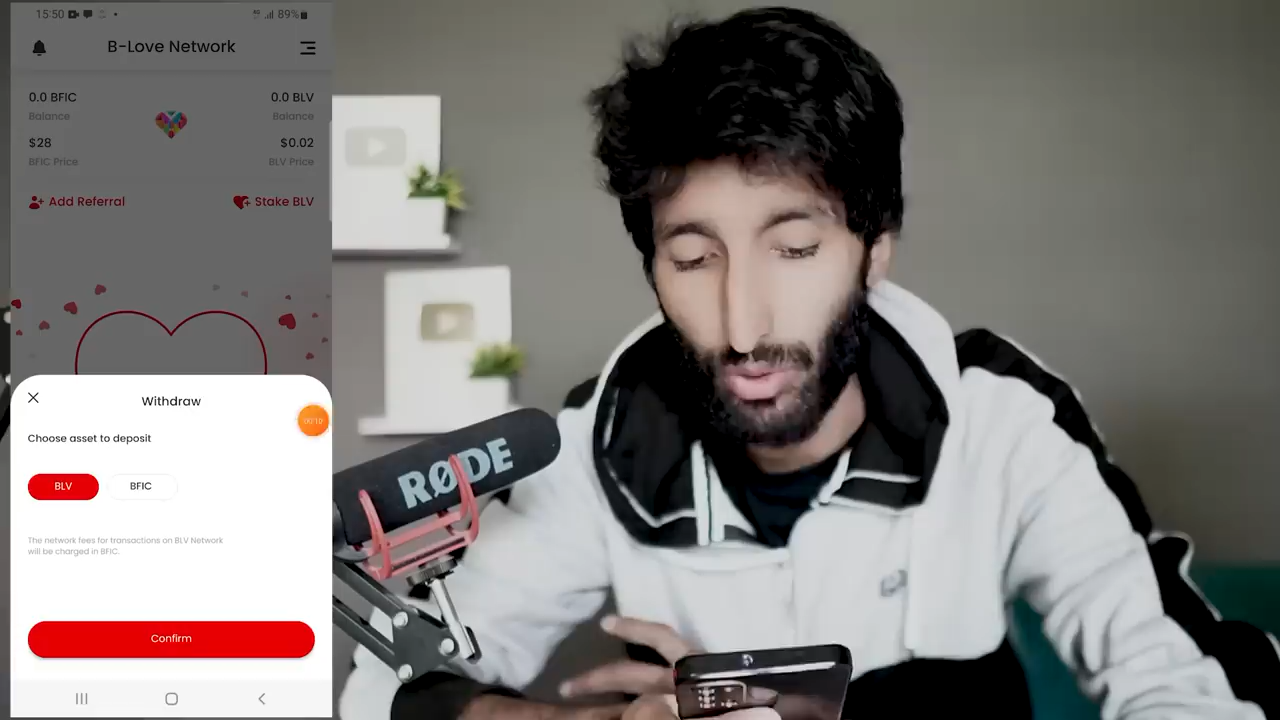 15:50
89%
B-Love Network
0.0 BFIC
0.0 BLV
Balance
Balance
$28
$0.02
BFIC Price
BLV Price
Add Referral
Stake BLV
Withdraw
00:10
Choose asset to deposit
BLV
BFIC
The network fees for transactions on BLV Network
will be charged in BFIC.
Confirm
RØDE